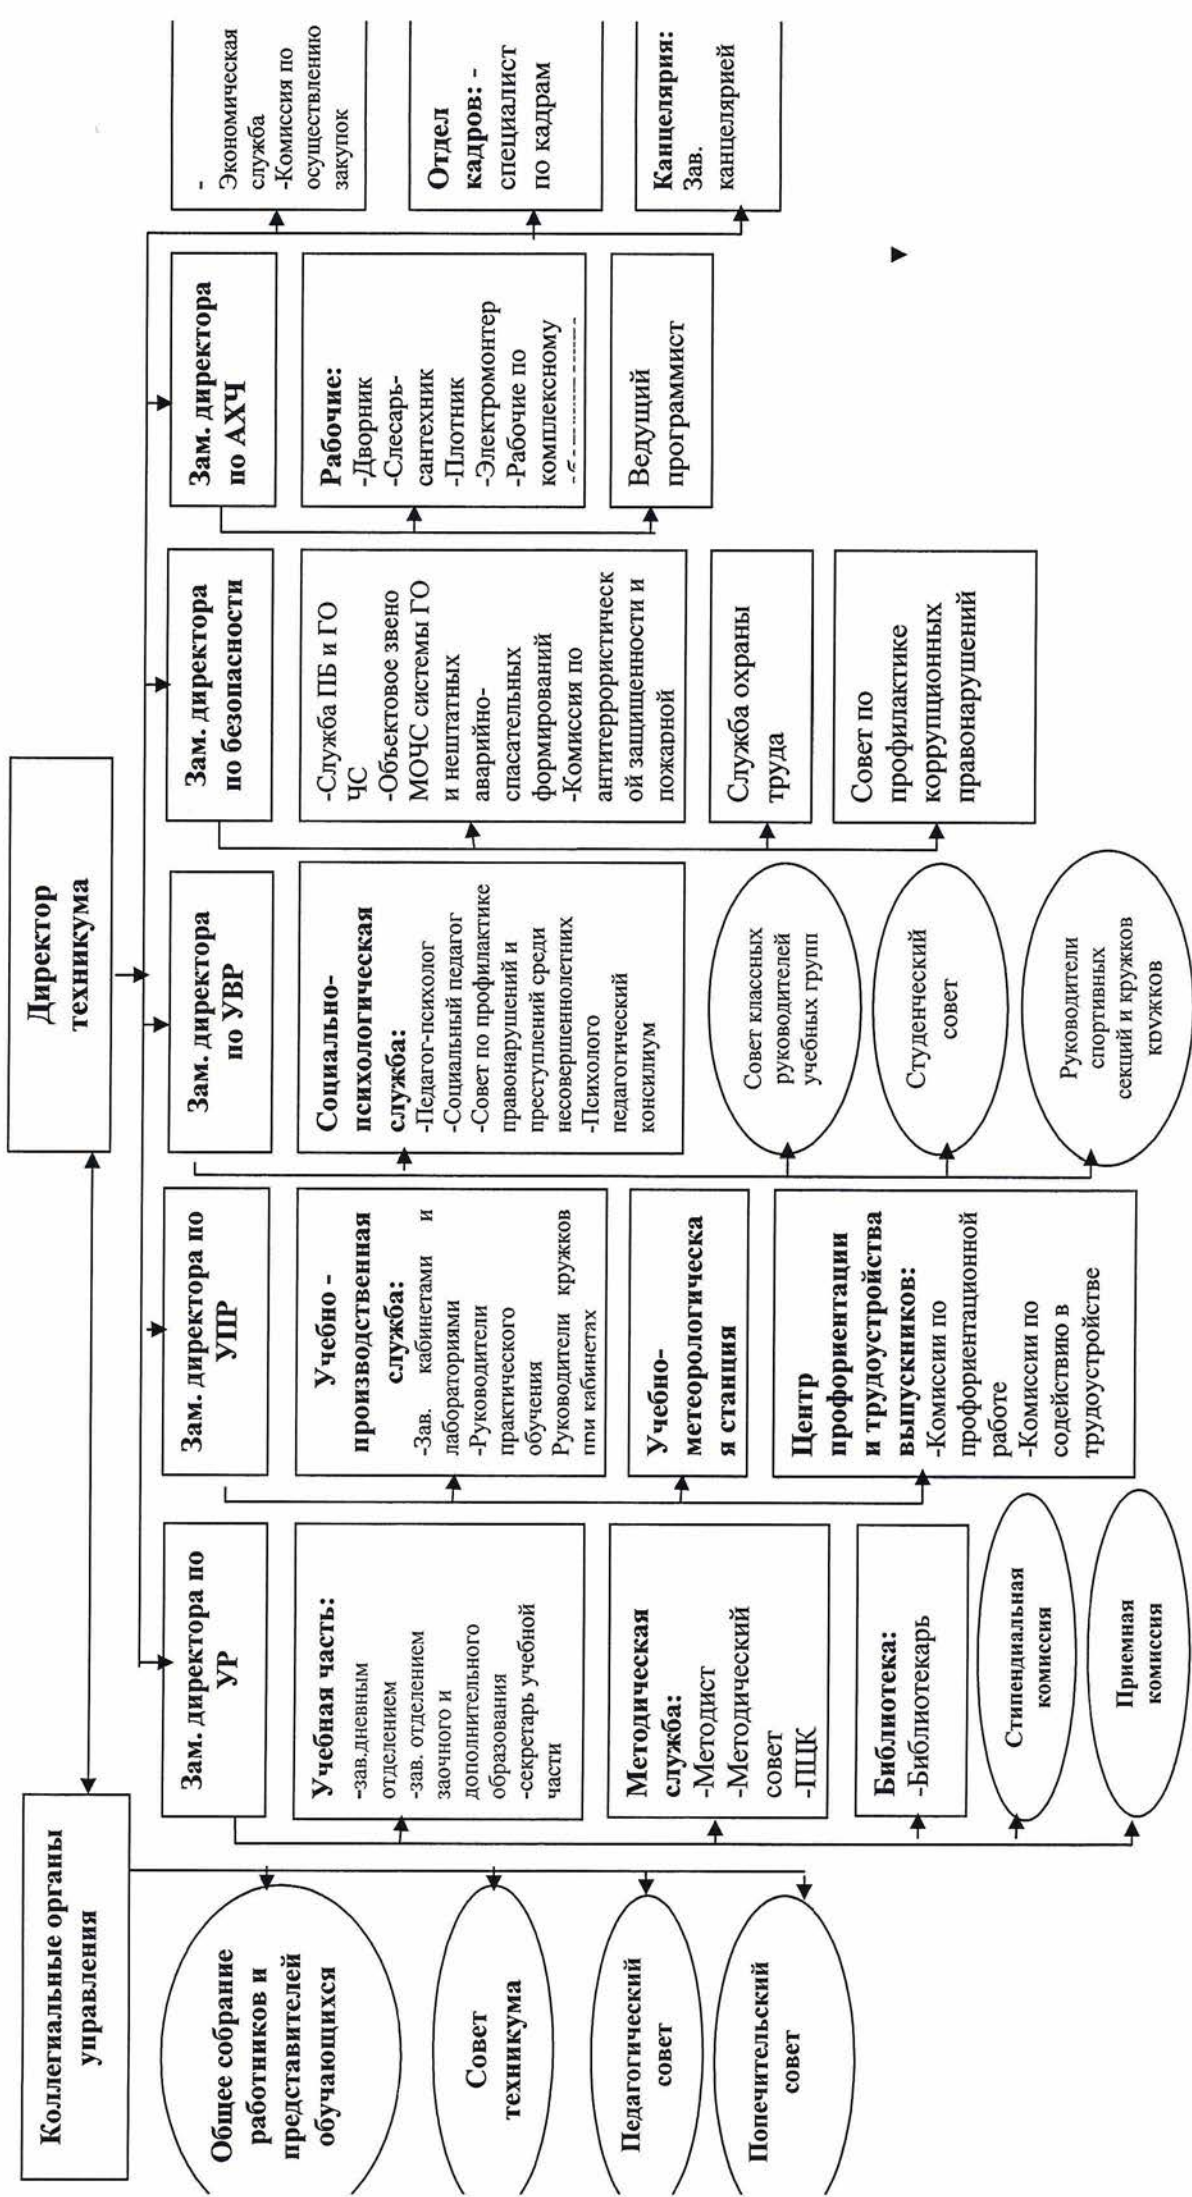 Директор
техникума
Коллегиальные органы
управления
Общее собрание
работников и
представителей
обучающихся
Совет
техникума
Педагогический
совет
Попечительский
совет
Зам. директора по
УР
Учебная часть:
-зав.дневным
отделением
-зав. отделением
заочного и
дополнительного
образования
-секретарь учебной
части
Методическая
служба:
-Методист
-Методический
совет
-ПЦК
Библиотека:
-Библиотекарь
Стипендиальная
комиссия
Приемная
комиссия
Зам. директора по
УПР
Учебно -
производственная
служба:
-Зав. кабинетами и
лабораториями
-Руководители
практического
обучения
Руководители кружков
при кабинетах
Учебно-
метеорологическа
я станция
Центр
профориентации
и трудоустройства
выпускников:
-Комиссии по
профориентационной
работе
-Комиссии по
содействию в
трудоустройстве
Зам. директора
по УВР
Социально-
психологическая
служба:
-Педагог-психолог
-Социальный педагог
-Совет по профилактике
правонарушений и
преступлений среди
несовершеннолетних
-Психолого
педагогический
консилиум
Совет классных
руководителей
учебных групп
Студенческий
совет
Руководители
спортивных
секций и кружков
кружков
Зам. директора
по безопасности
-Служба ПБ и ГО
ЧС
-Объектовое звено
МОЧС системы ГО
и нештатных
аварийно-
спасательных
формирований
-Комиссия по
антитеррористическ
ой защищенности и
пожарной
Служба охраны
труда
Совет по
профилактике
коррупционных
правонарушений
Зам. директора
по АХЧ
Рабочие:
-Дворник
-Слесарь-
сантехник
-Плотник
-Электромонтер
-Рабочие по
комплексному
Ведущий
программист
-
Экономическая
служба
-Комиссия по
осуществлению
закупок
Отдел
кадров: -
специалист
по кадрам
Канцелярия:
Зав.
канцелярией